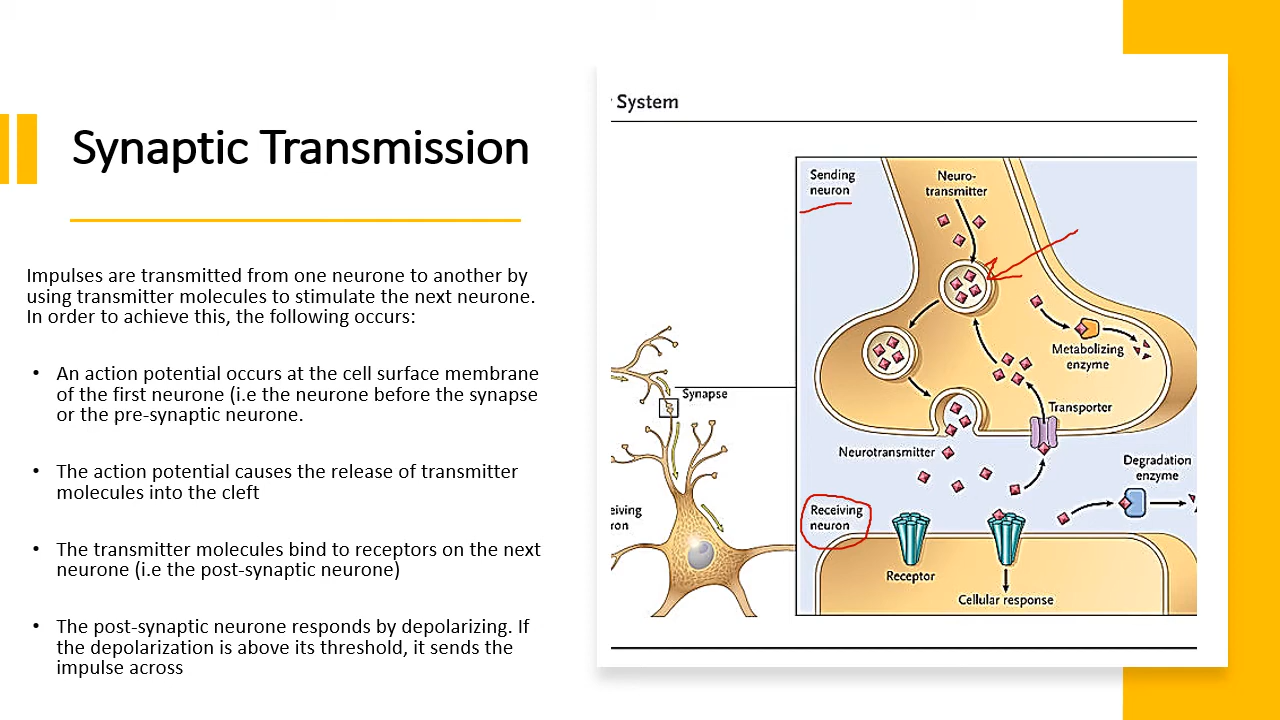 Synaptic Transmission
Impulses are transmitted from one neurone to another by
using transmitter molecules to stimulate the next neurone.
In order to achieve this, the following occurs:
• An action potential occurs at the cell surface membrane
of the first neurone (i.e the neurone before the synapse
or the pre-synaptic neurone.
• The action potential causes the release of transmitter
molecules into the cleft
• The transmitter molecules bind to receptors on the next
neurone (i.e the post-synaptic neurone)
• The post-synaptic neurone responds by depolarizing. If
the depolarization is above its threshold, it sends the
impulse across
System
Sending
neuron
Neuro-
transmitter
Metabolizing
enzyme
Synapse
Transporter
Neurotransmitter
Degradation
enzyme
eiving
ron
Receiving
neuron
Receptor
Cellular response